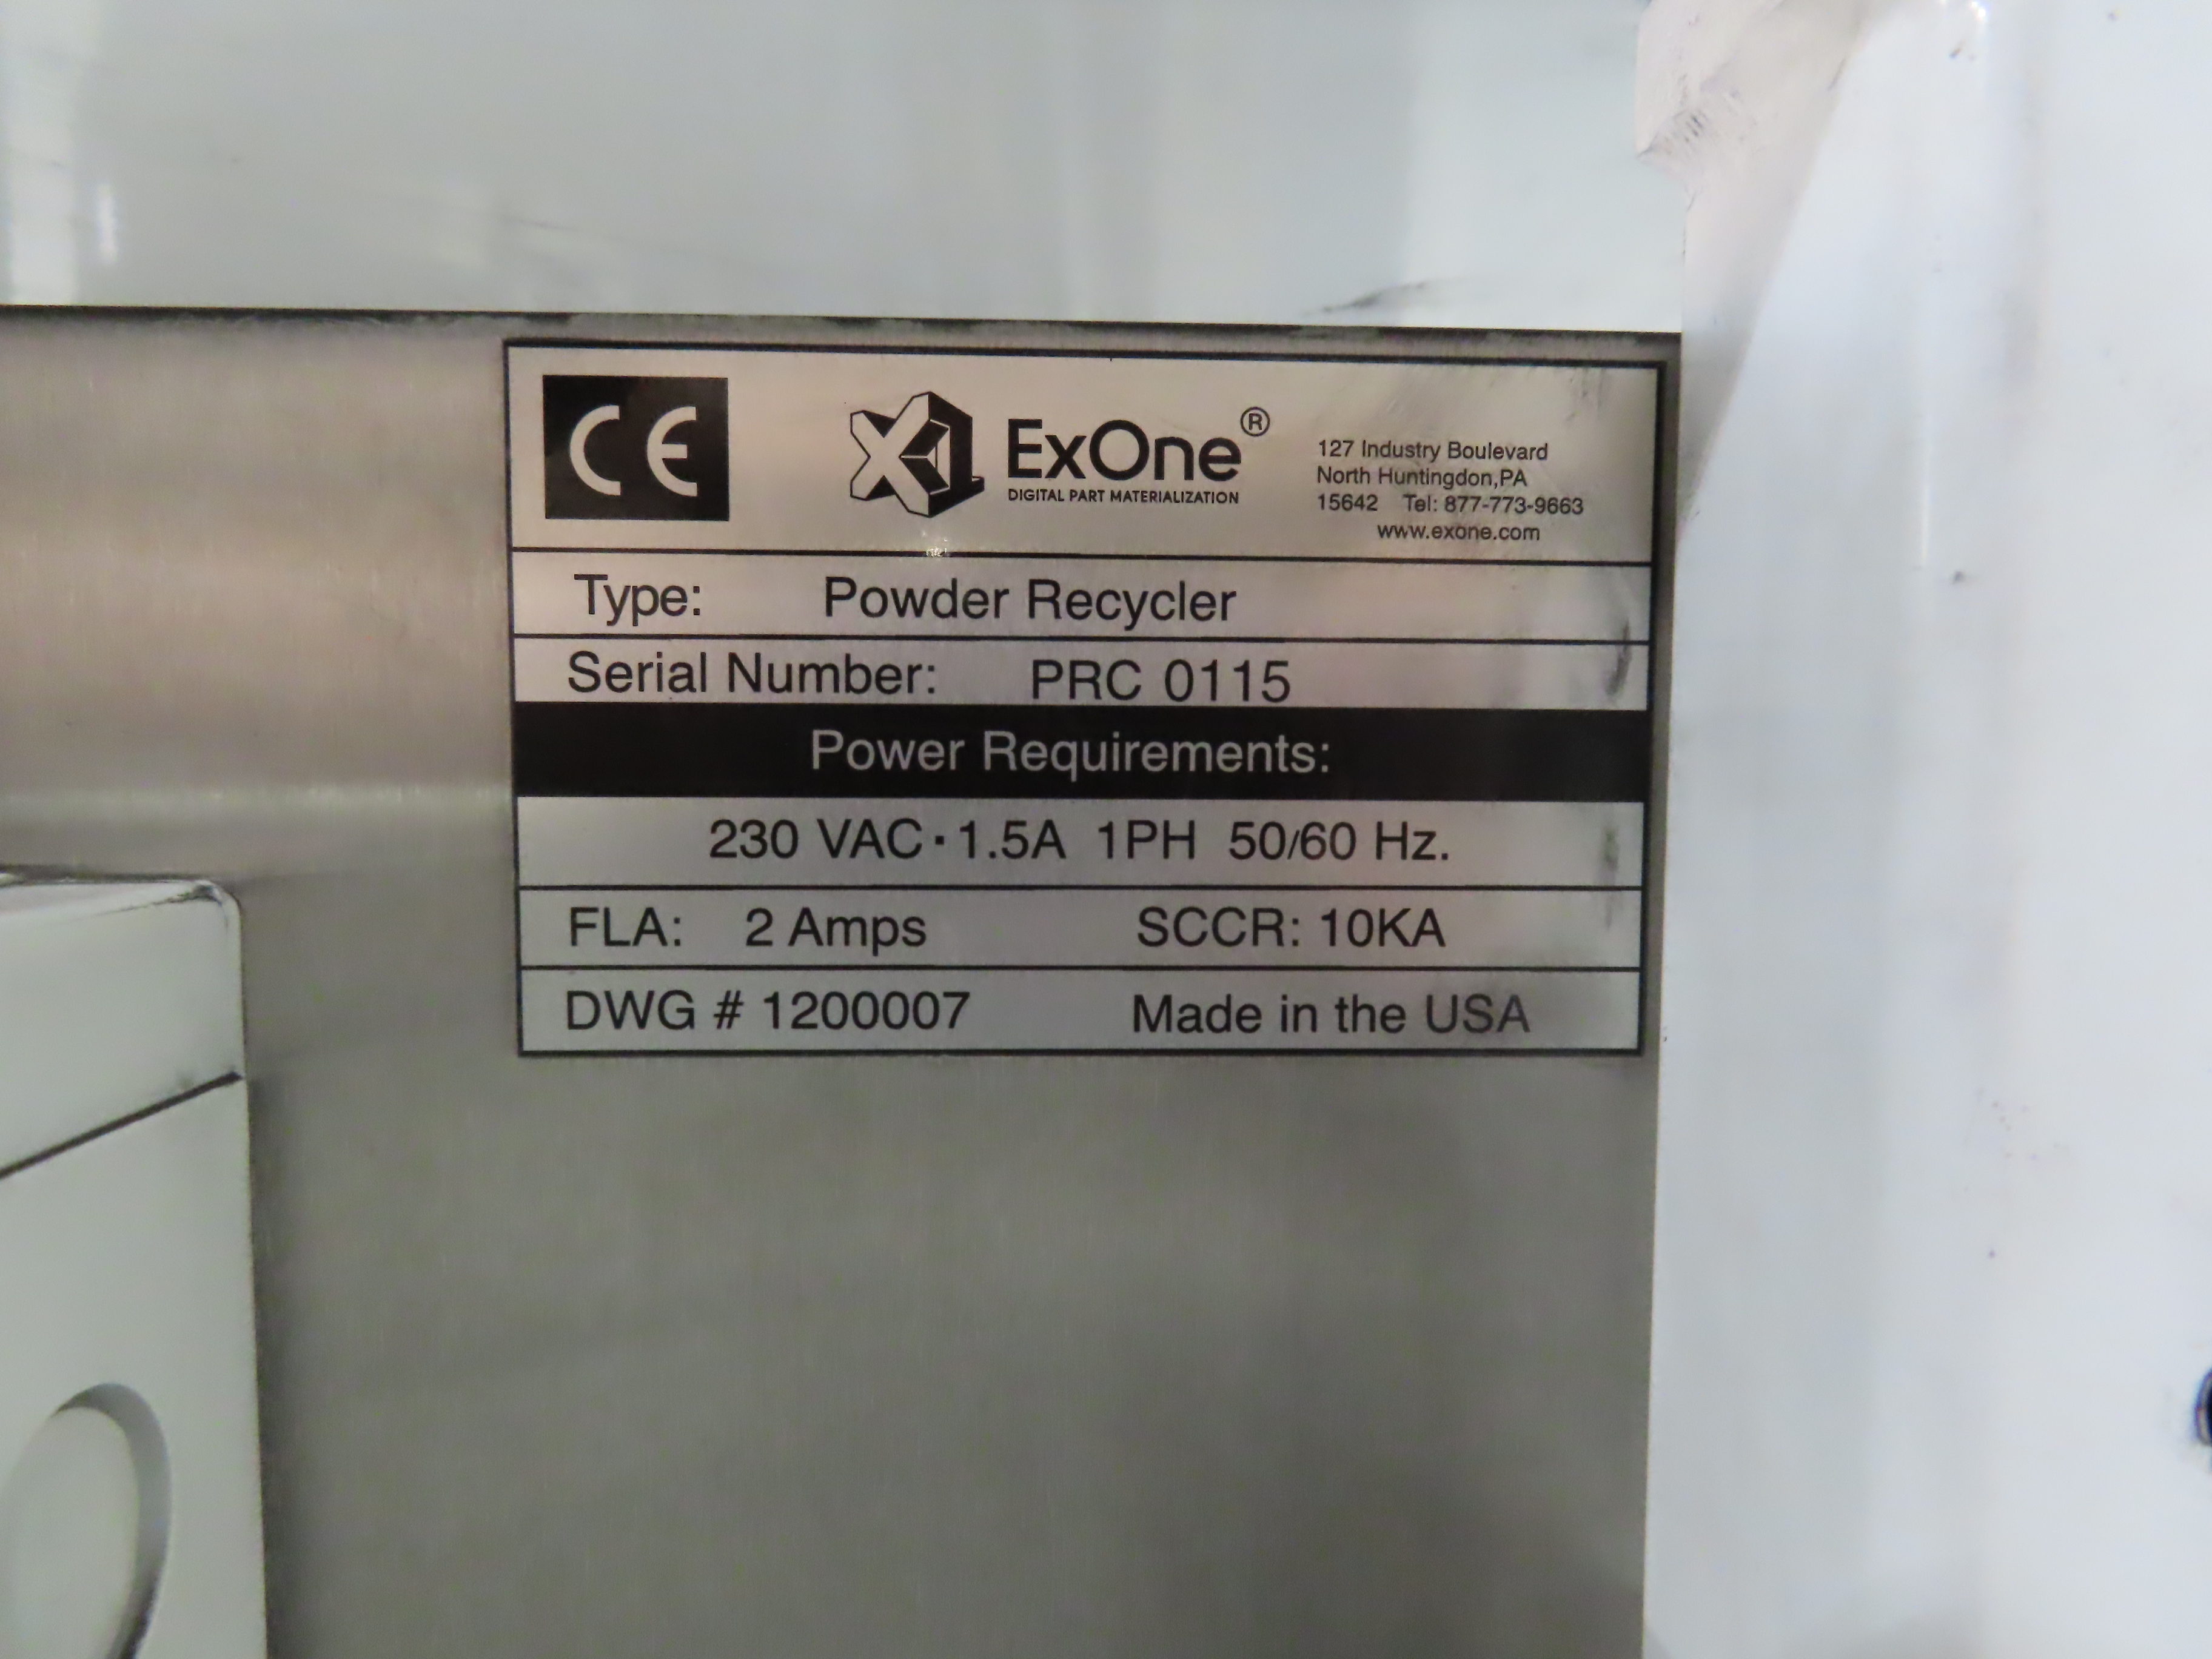 CE
ExOne®
DIGITAL PART MATERIALIZATION
127 Industry Boulevard
North Huntingdon,PA
15642 Tel: 877-773-9663
www.exone.com
Type: Powder Recycler
Serial Number: PRC 0115
Power Requirements:
230 VAC · 1.5A 1PH 50/60 Hz.
FLA: 2 Amps SCCR: 10KA
DWG # 1200007 Made in the USA